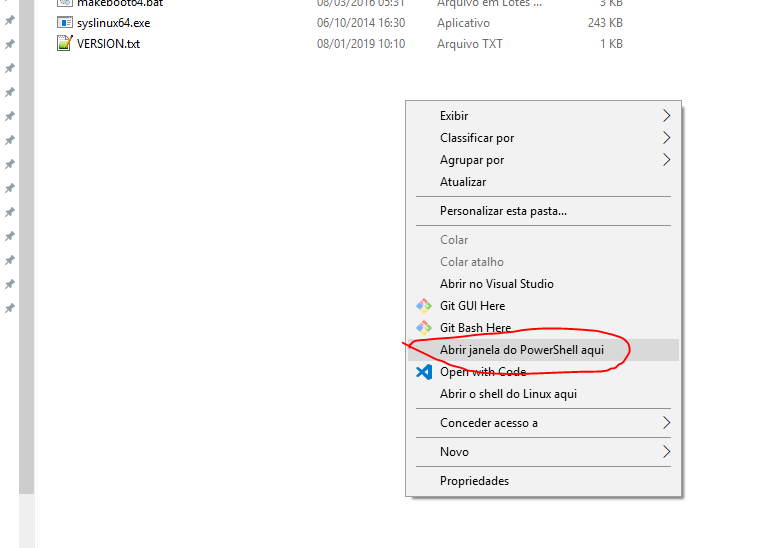 makeboot64.bat 08/03/2016 05:31 Arquivo em Lotes ... 3 KB
syslinux64.exe 06/10/2014 16:30 Aplicativo 243 KB
VERSION.txt 08/01/2019 10:10 Arquivo TXT 1 KB
Exibir
Classificar por
Agrupar por
Atualizar
Personalizar esta pasta...
Colar
Colar atalho
Abrir no Visual Studio
Git GUI Here
Git Bash Here
Abrir janela do PowerShell aqui
Open with Code
Abrir o shell do Linux aqui
Conceder acesso a
Novo
Propriedades